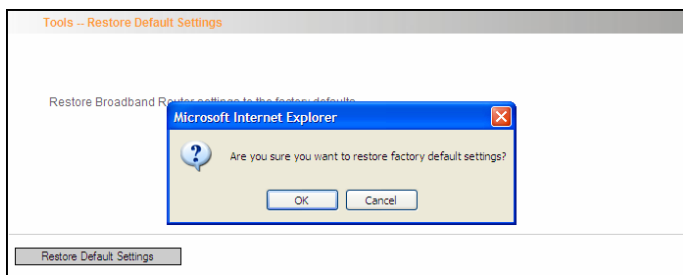 Tools -- Restore Default Settings
Restore Broadband Router settings to the factory defaults
Microsoft Internet Explorer
Are you sure you want to restore factory default settings?
OK Cancel
Restore Default Settings